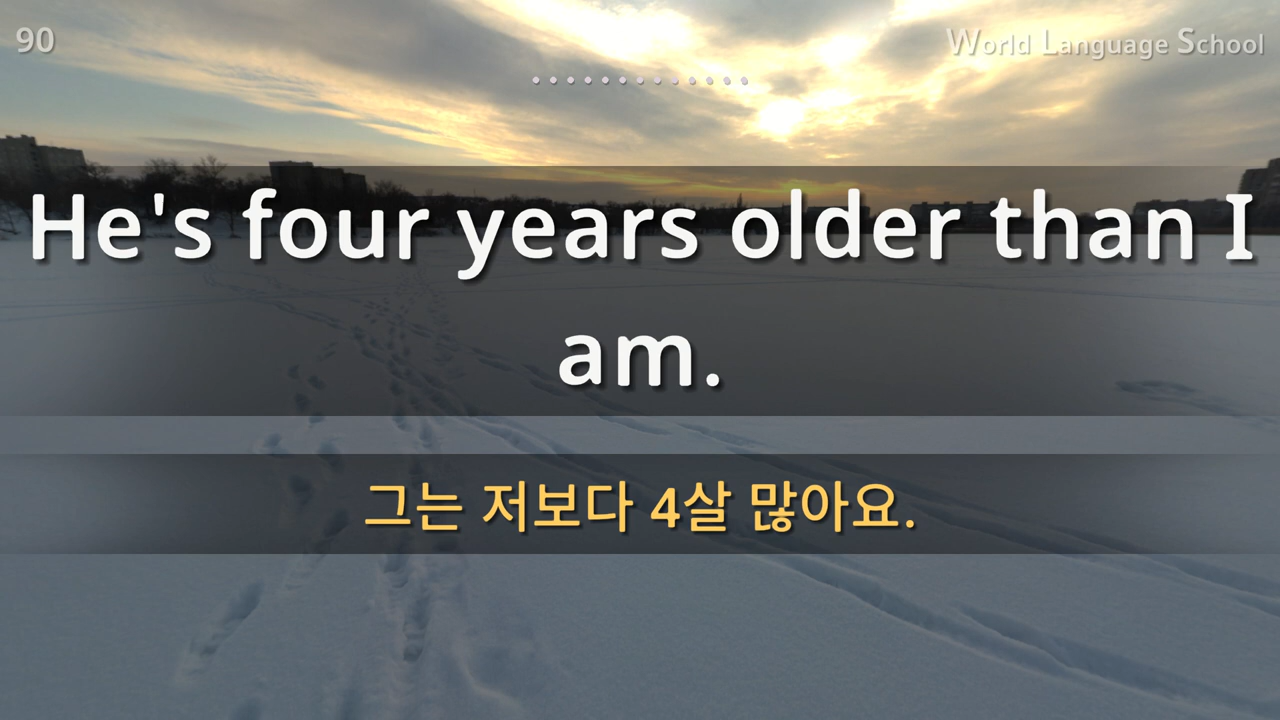 90
World Language School
He's four years older than I
am.
그는 저보다 4살 많아요.